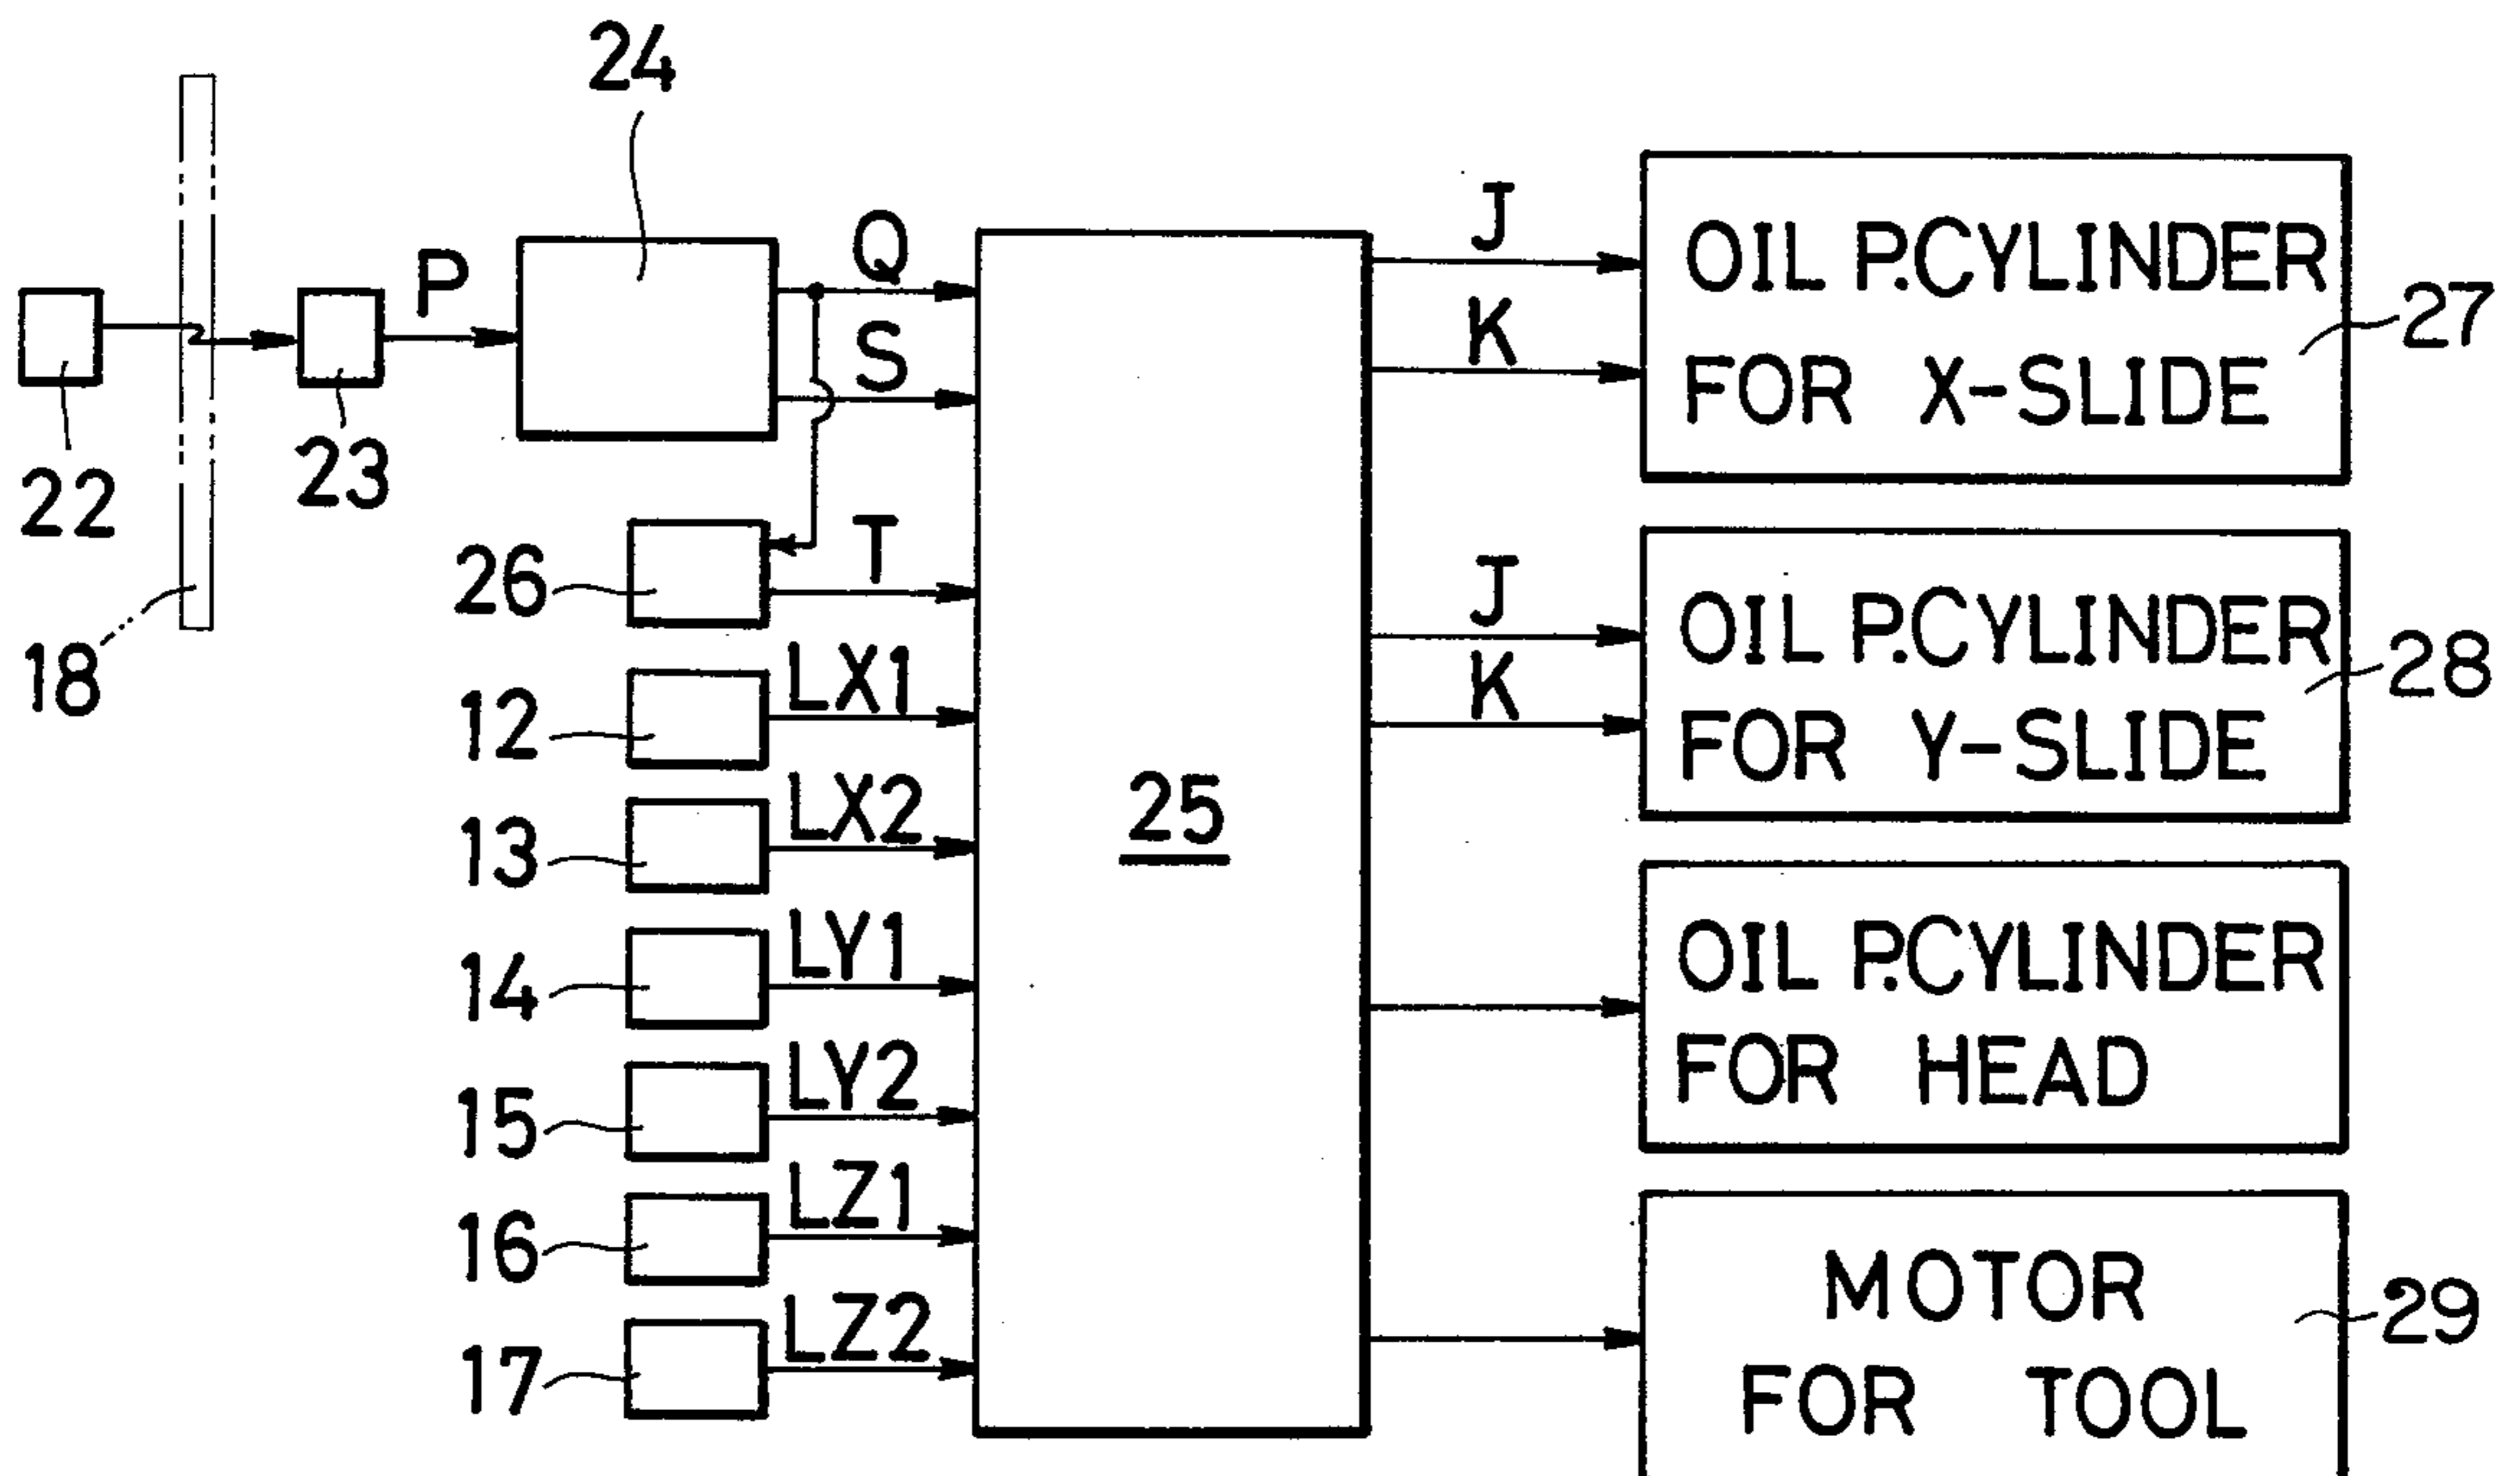 24
J
Q
P
K
OIL P.CYLINDER
FOR X-SLIDE
27
S
22
23
T
26
18
J
K
OIL P.CYLINDER
FOR Y-SLIDE
28
12
LX1
13
LX2
25
14
LY1
OIL P.CYLINDER
FOR HEAD
15
LY2
16
LZ1
17
LZ2
MOTOR
FOR TOOL
29